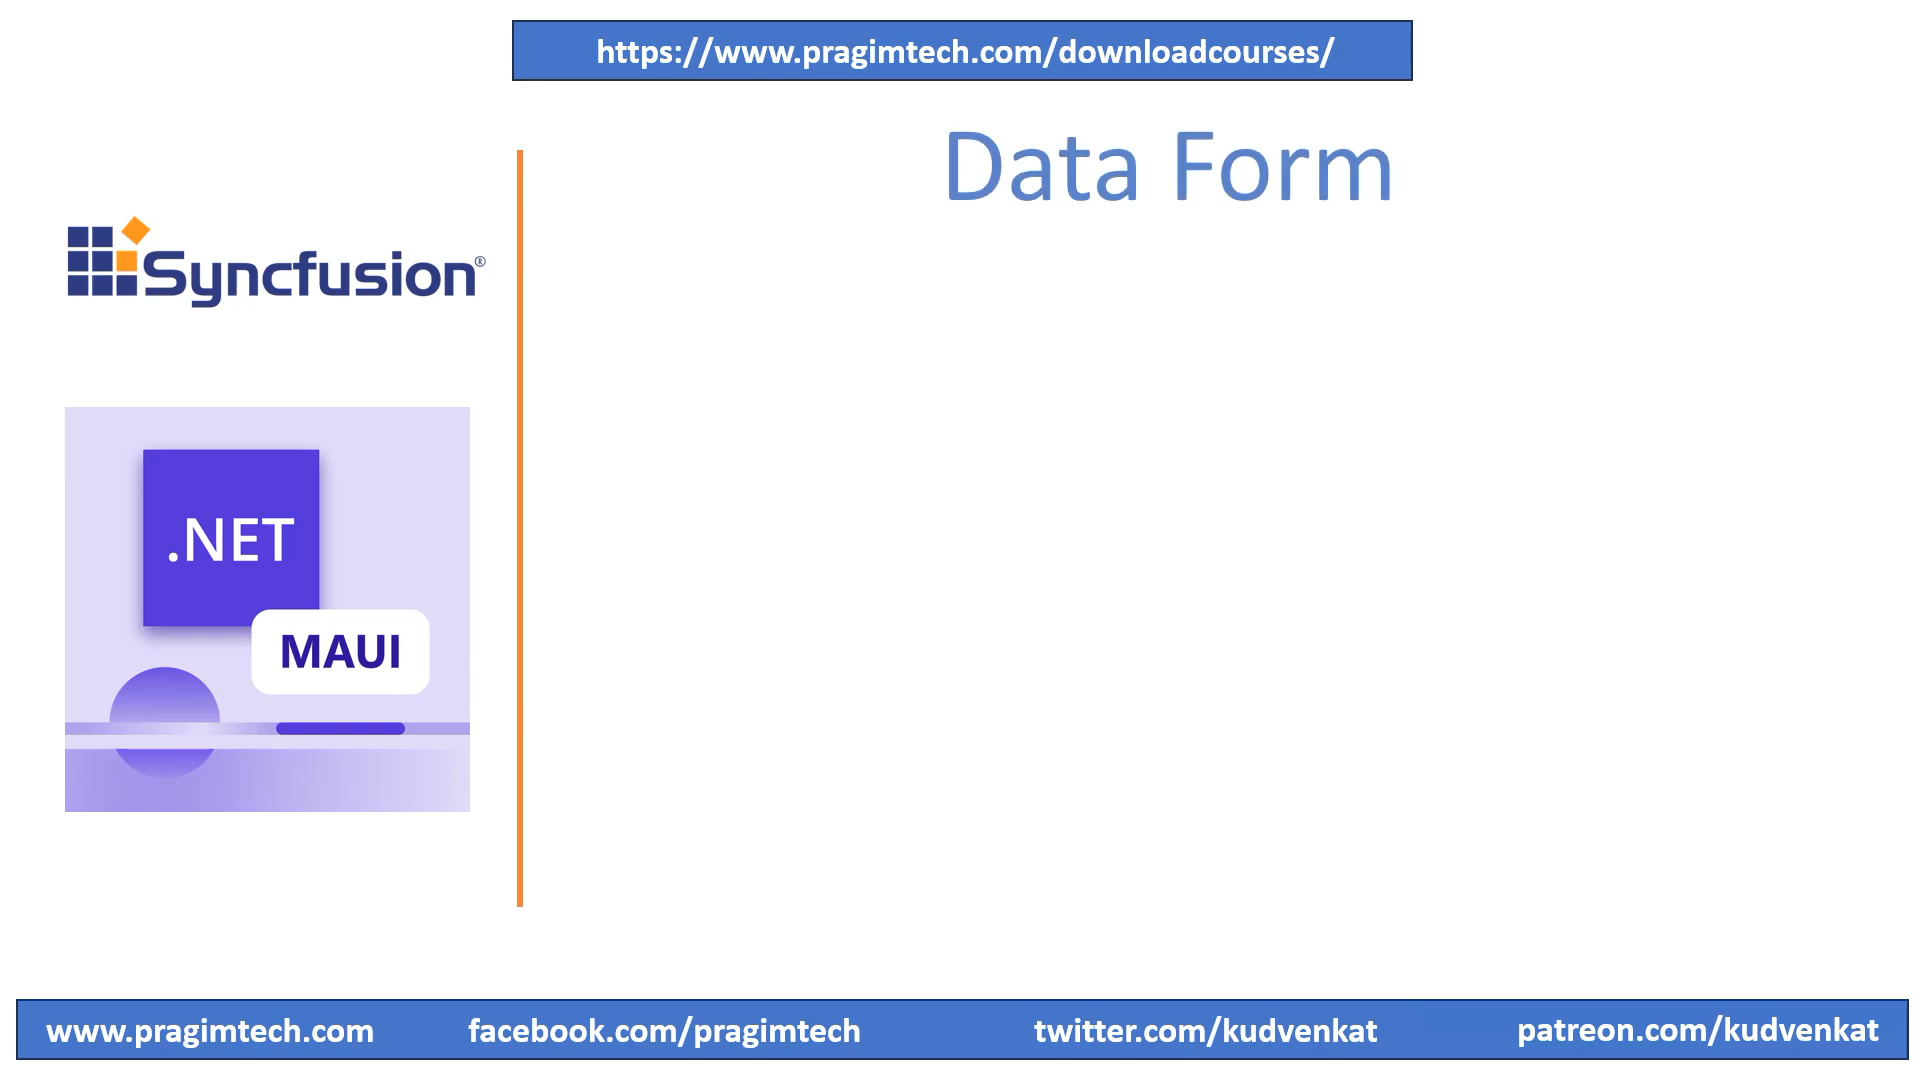 https://www.pragimtech.com/downloadcourses/
Data Form
Syncfusion®
.NET
MAUI
www.pragimtech.com facebook.com/pragimtech twitter.com/kudvenkat patreon.com/kudvenkat